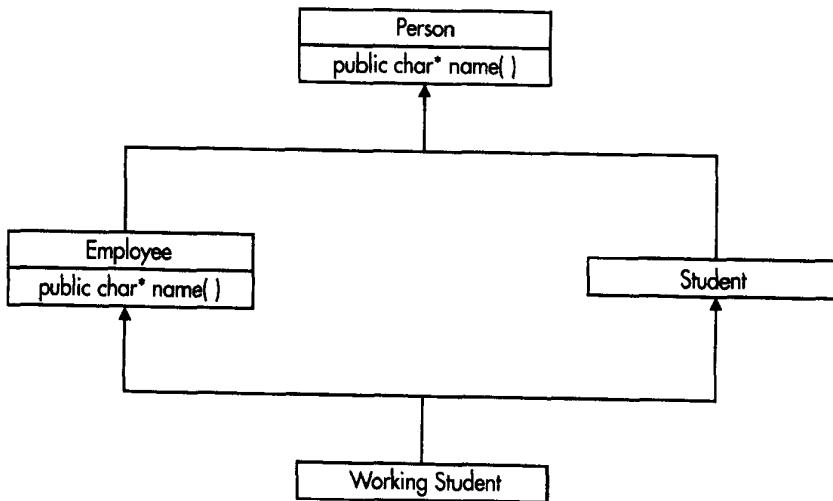 Person
public char* name( )
Employee
public char* name( )
Student
Working Student